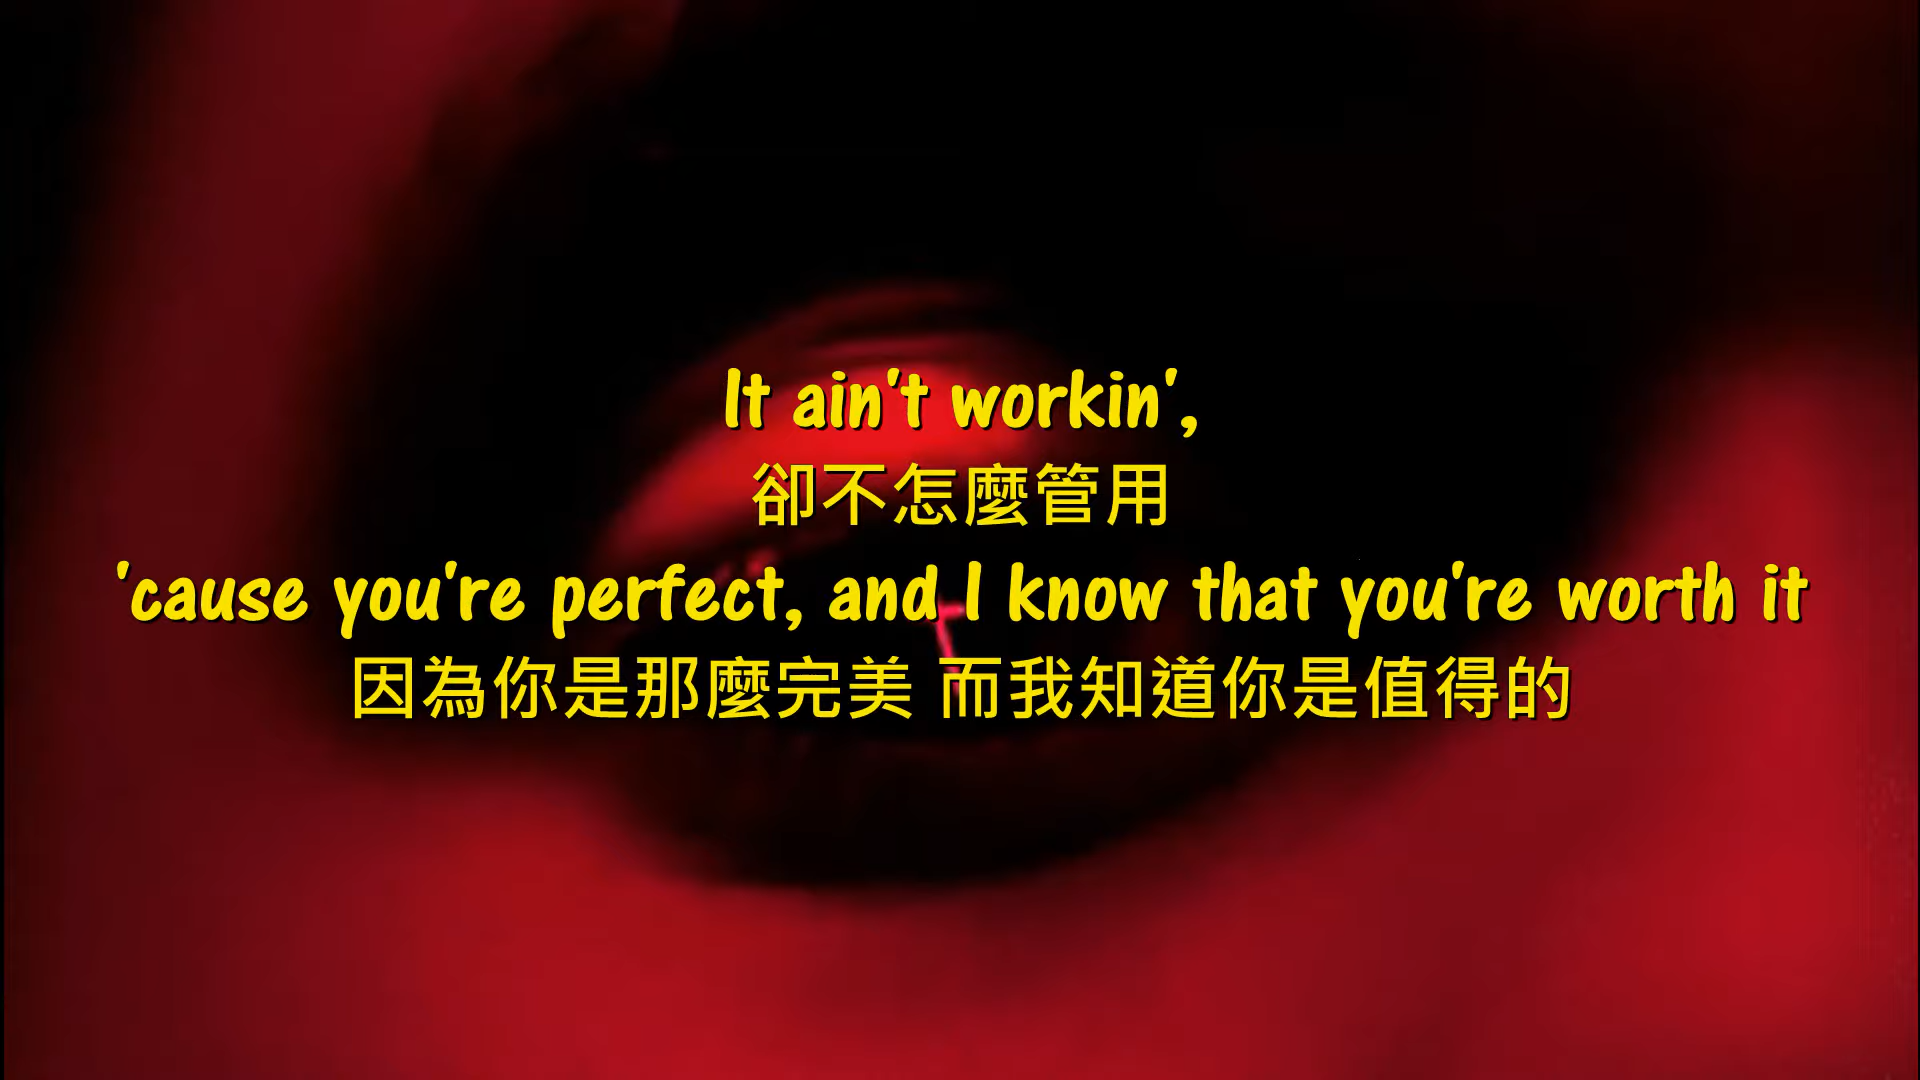 It ain't workin',
卻不怎麼管用
'cause you're perfect, and I know that you're worth it
因為你是那麼完美 而我知道你是值得的